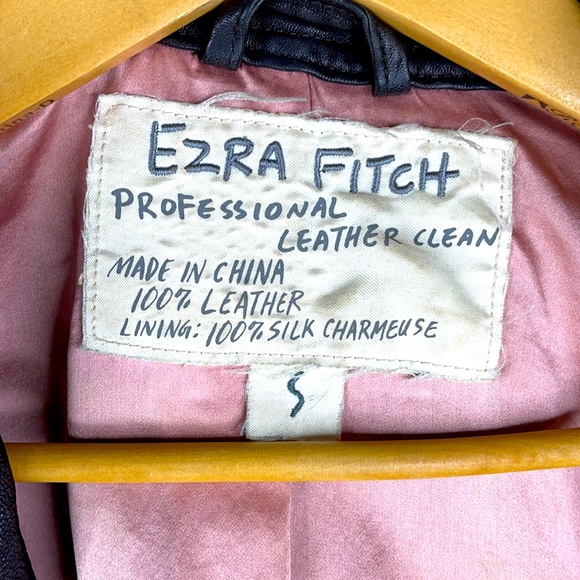 EZRA FITCH
PROFESSIONAL
LEATHER CLEAN
MADE IN CHINA
100% LEATHER
LINING: 100% SILK CHARMEUSE
S